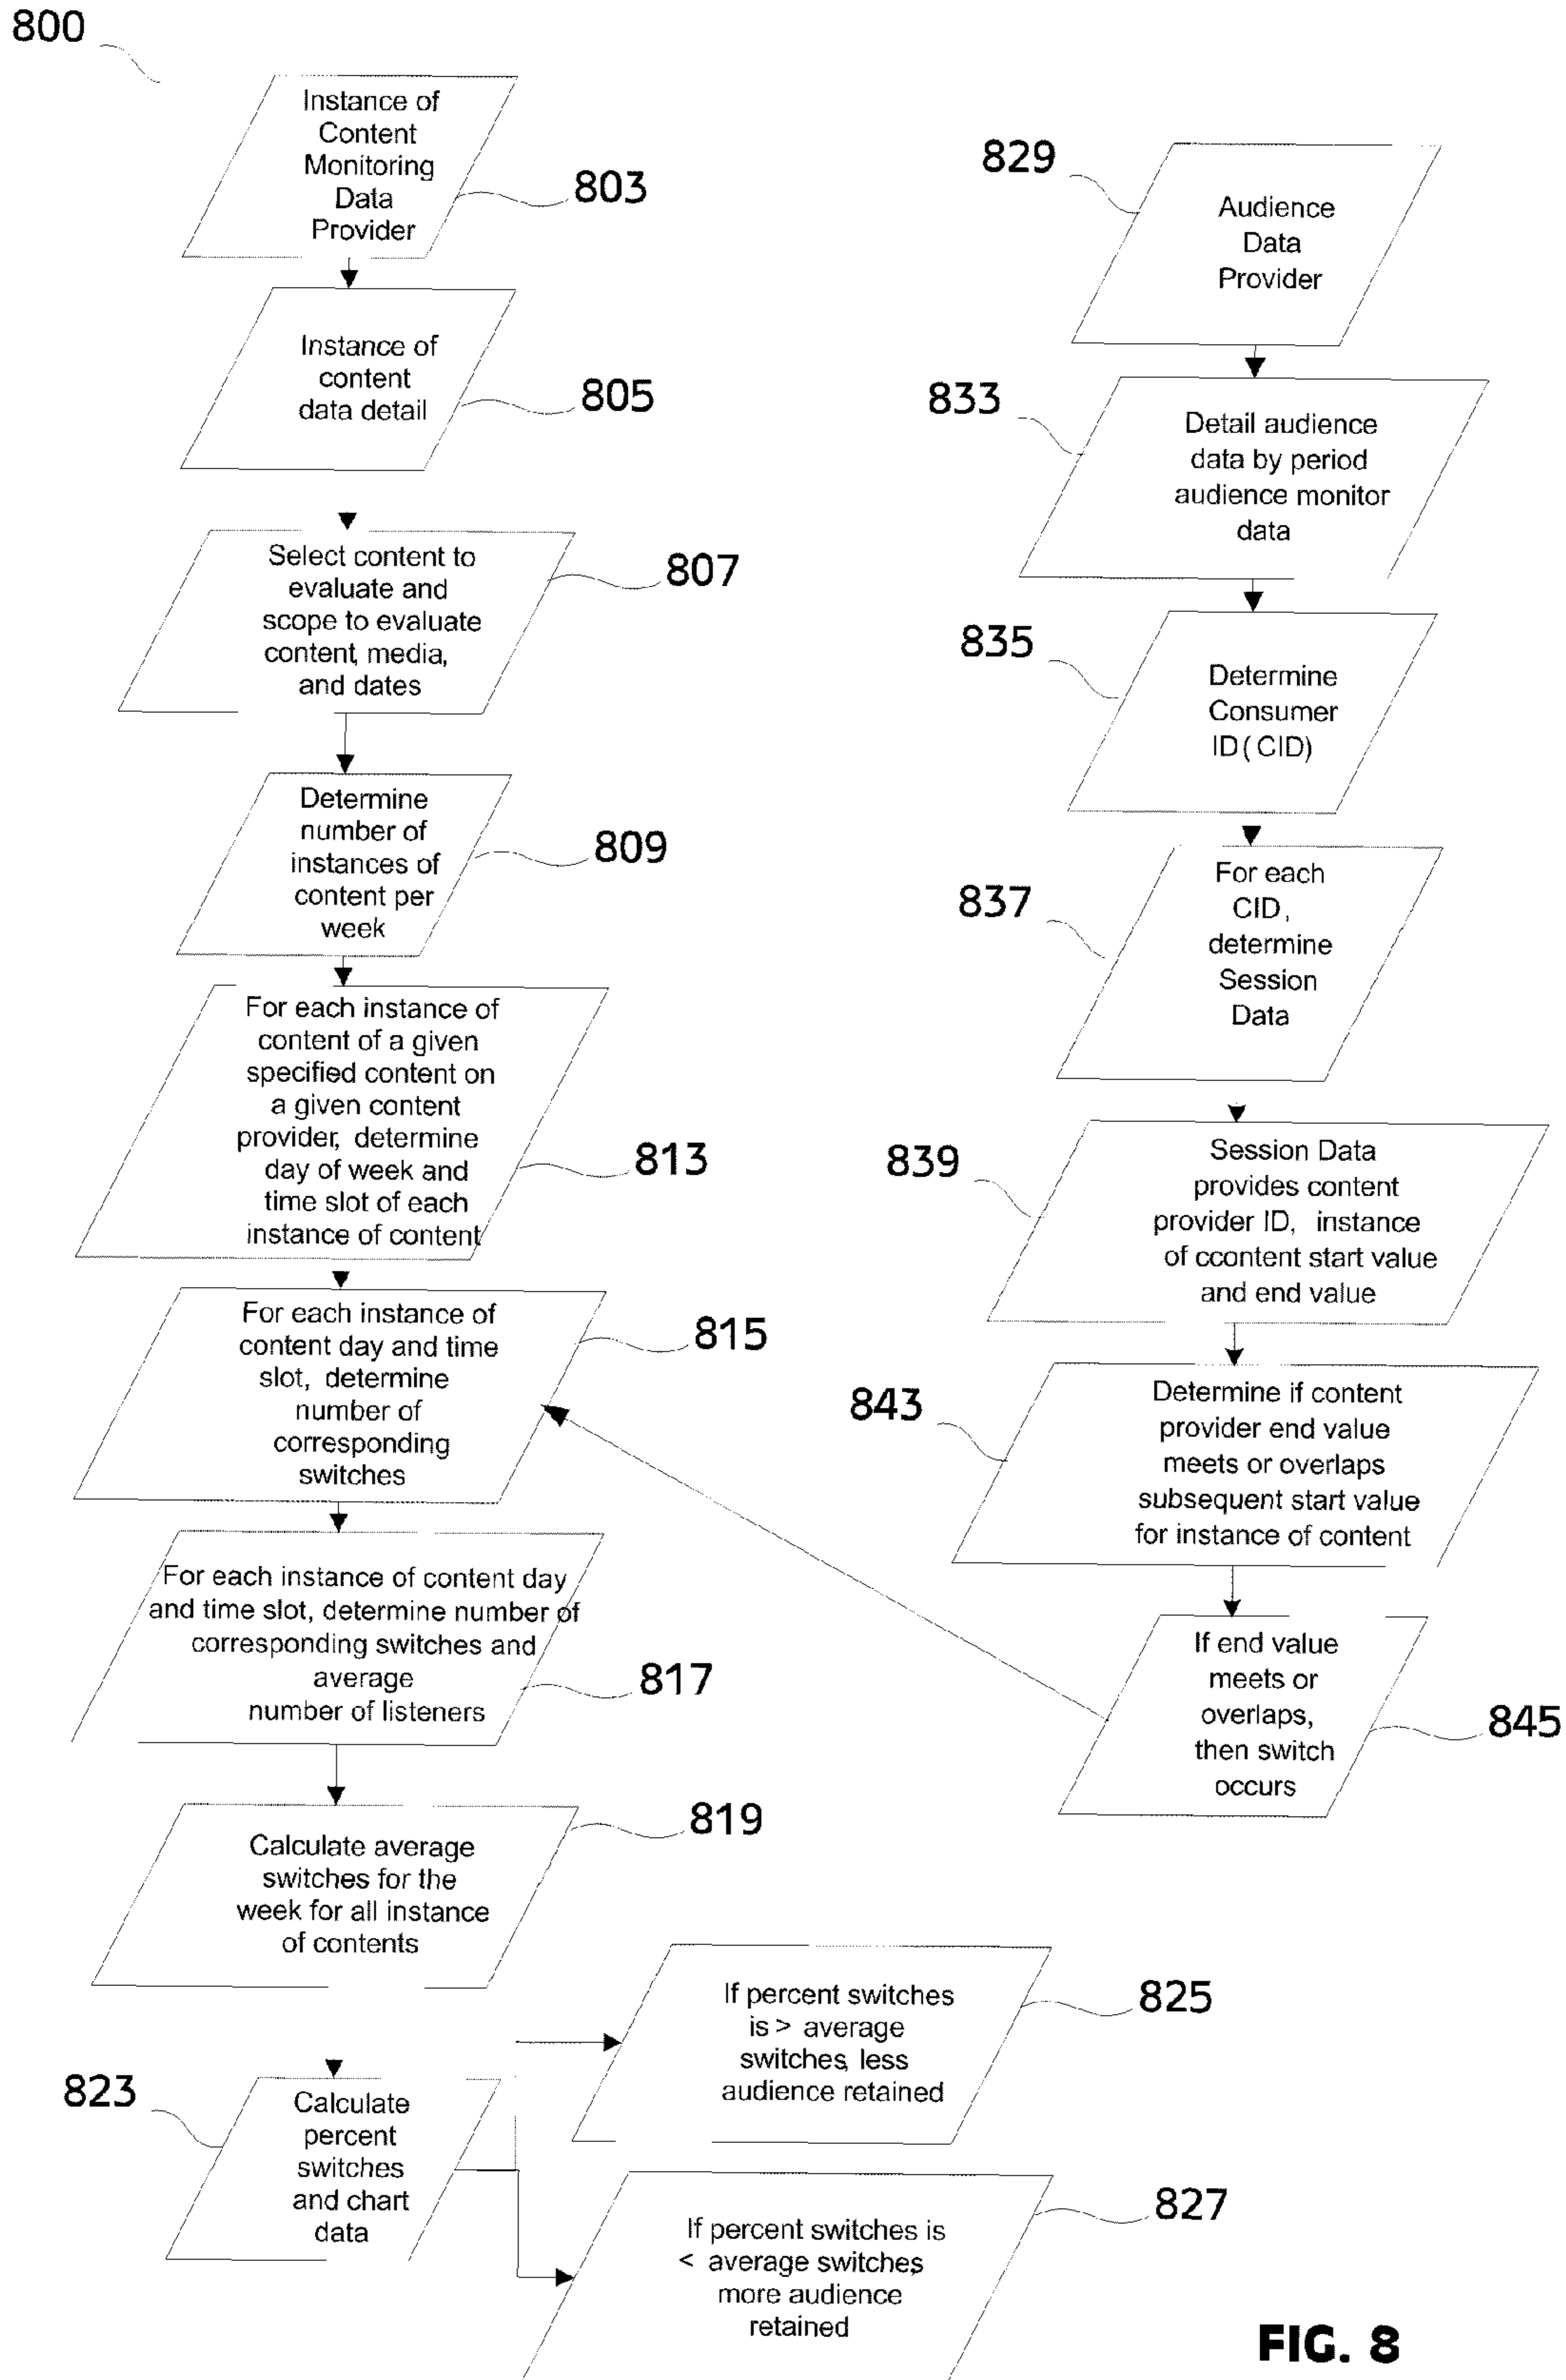 800
Instance of
Content
Monitoring
Data
Provider
803
Instance of
content
data detail
805
Select content to
evaluate and
scope to evaluate
content, media,
and dates
807
Determine
number of
instances of
content per
week
809
For each instance of
content of a given
specified content on
a given content
provider, determine
day of week and
time slot of each
instance of content
813
For each instance of
content day and time
slot, determine
number of
corresponding
switches
815
For each instance of content day
and time slot, determine number of
corresponding switches and
average
number of listeners
817
Calculate average
switches for the
week for all instance
of contents
819
823
Calculate
percent
switches
and chart
data
If percent switches
is > average
switches, less
audience retained
825
If percent switches is
< average switches,
more audience
retained
827
829
Audience
Data
Provider
833
Detail audience
data by period
audience monitor
data
835
Determine
Consumer
ID ( CID)
837
For each
CID,
determine
Session
Data
839
Session Data
provides content
provider ID, instance
of ccontent start value
and end value
843
Determine if content
provider end value
meets or overlaps
subsequent start value
for instance of content
If end value
meets or
overlaps,
then switch
occurs
845
FIG. 8